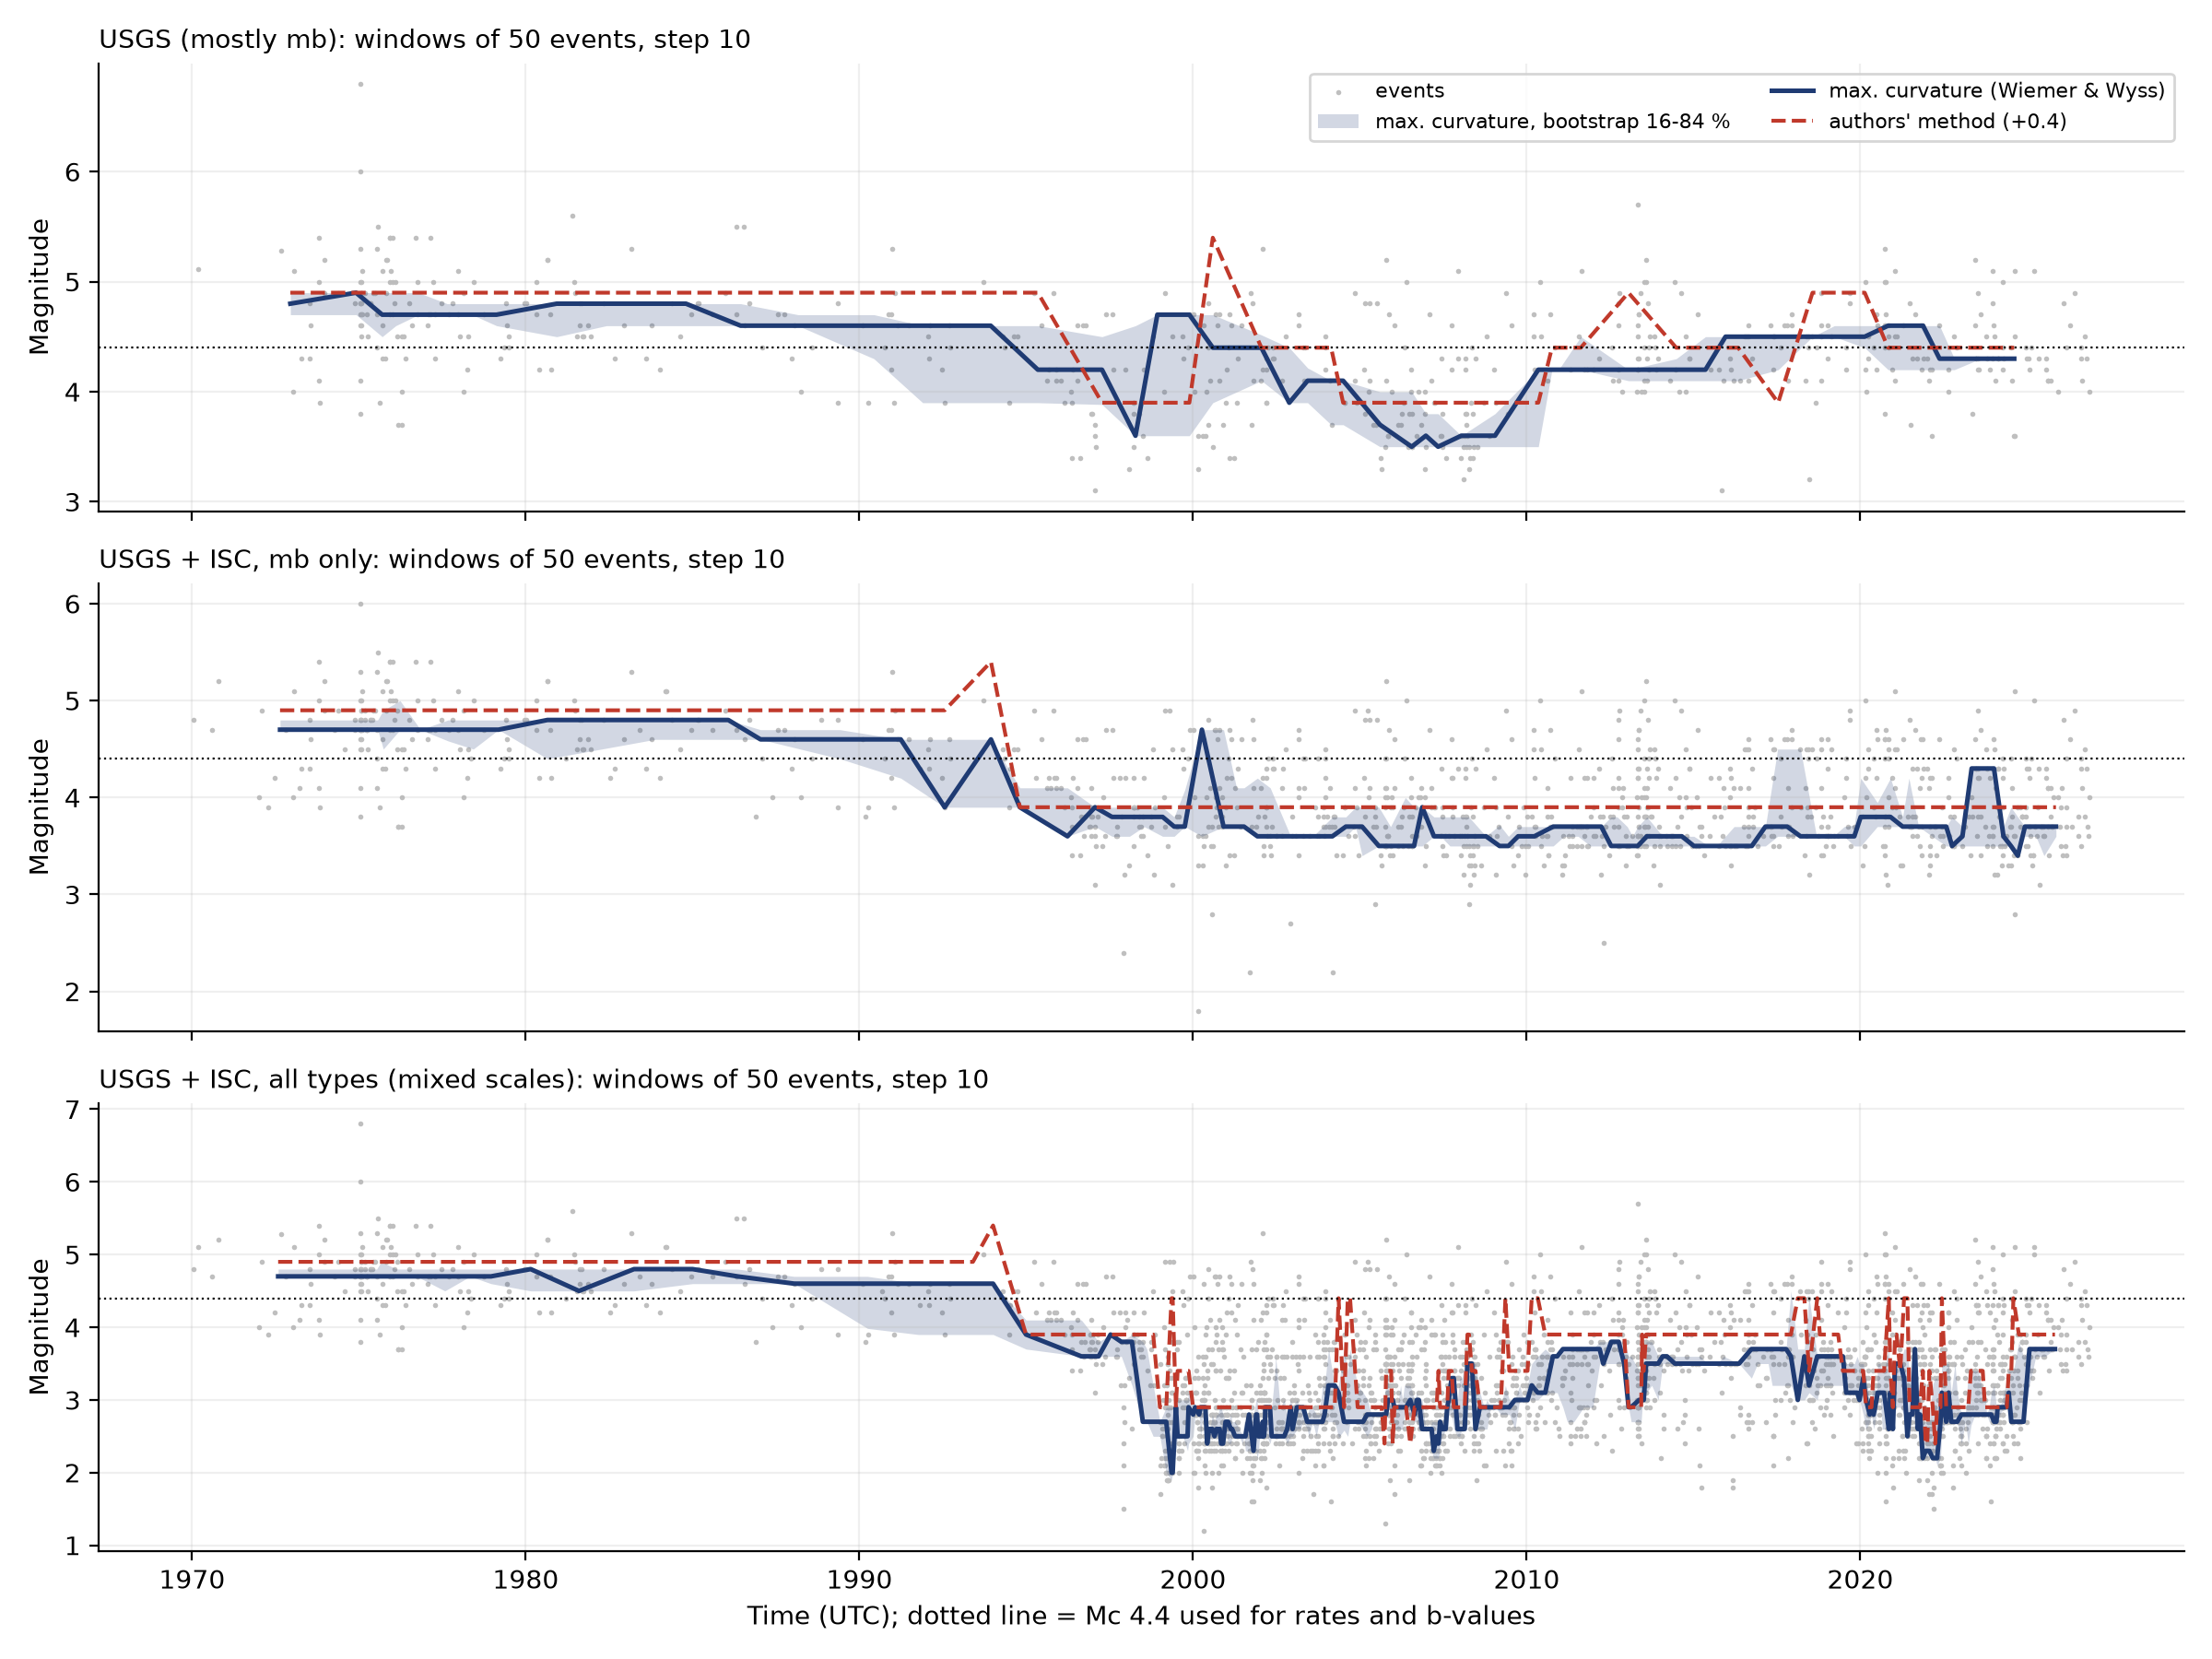 USGS (mostly mb): windows of 50 events, step 10
events
max. curvature, bootstrap 16-84 %
max. curvature (Wiemer & Wyss)
authors' method (+0.4)
Magnitude
6
5
4
3
USGS + ISC, mb only: windows of 50 events, step 10
Magnitude
6
5
4
3
2
USGS + ISC, all types (mixed scales): windows of 50 events, step 10
Magnitude
7
6
5
4
3
2
1
1970 1980 1990 2000 2010 2020
Time (UTC); dotted line = Mc 4.4 used for rates and b-values